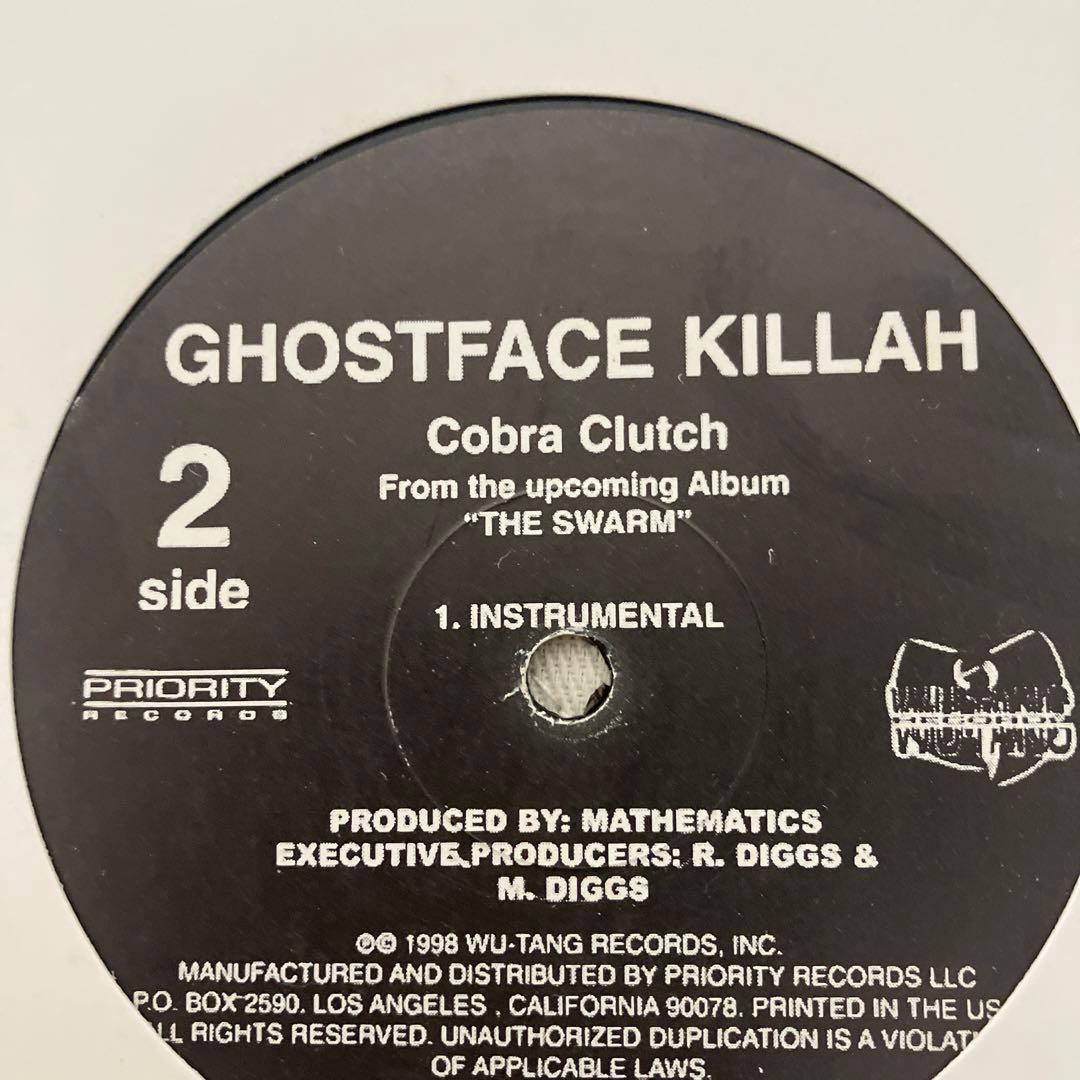 GHOSTFACE KILLAH
Cobra Clutch
From the upcoming Album
"THE SWARM"
2
side
1. INSTRUMENTAL
PRIORITY
RECORDS
RECORDS
PRODUCED BY: MATHEMATICS
EXECUTIVE PRODUCERS: R. DIGGS &
M. DIGGS
℗© 1998 WU-TANG RECORDS, INC.
MANUFACTURED AND DISTRIBUTED BY PRIORITY RECORDS LLC
P.O. BOX 2590. LOS ANGELES , CALIFORNIA 90078. PRINTED IN THE US
LL RIGHTS RESERVED. UNAUTHORIZED DUPLICATION IS A VIOLATI
OF APPLICABLE LAWS.